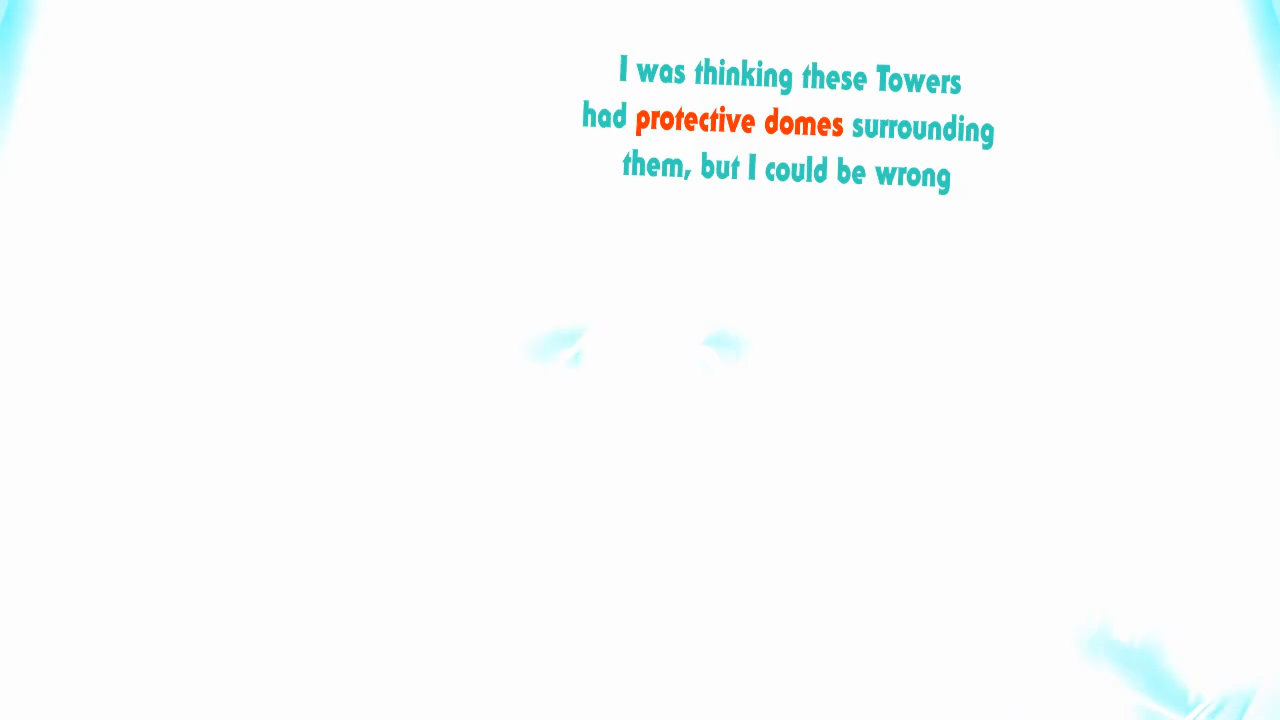 I was thinking these Towers
had protective domes surrounding
them, but I could be wrong